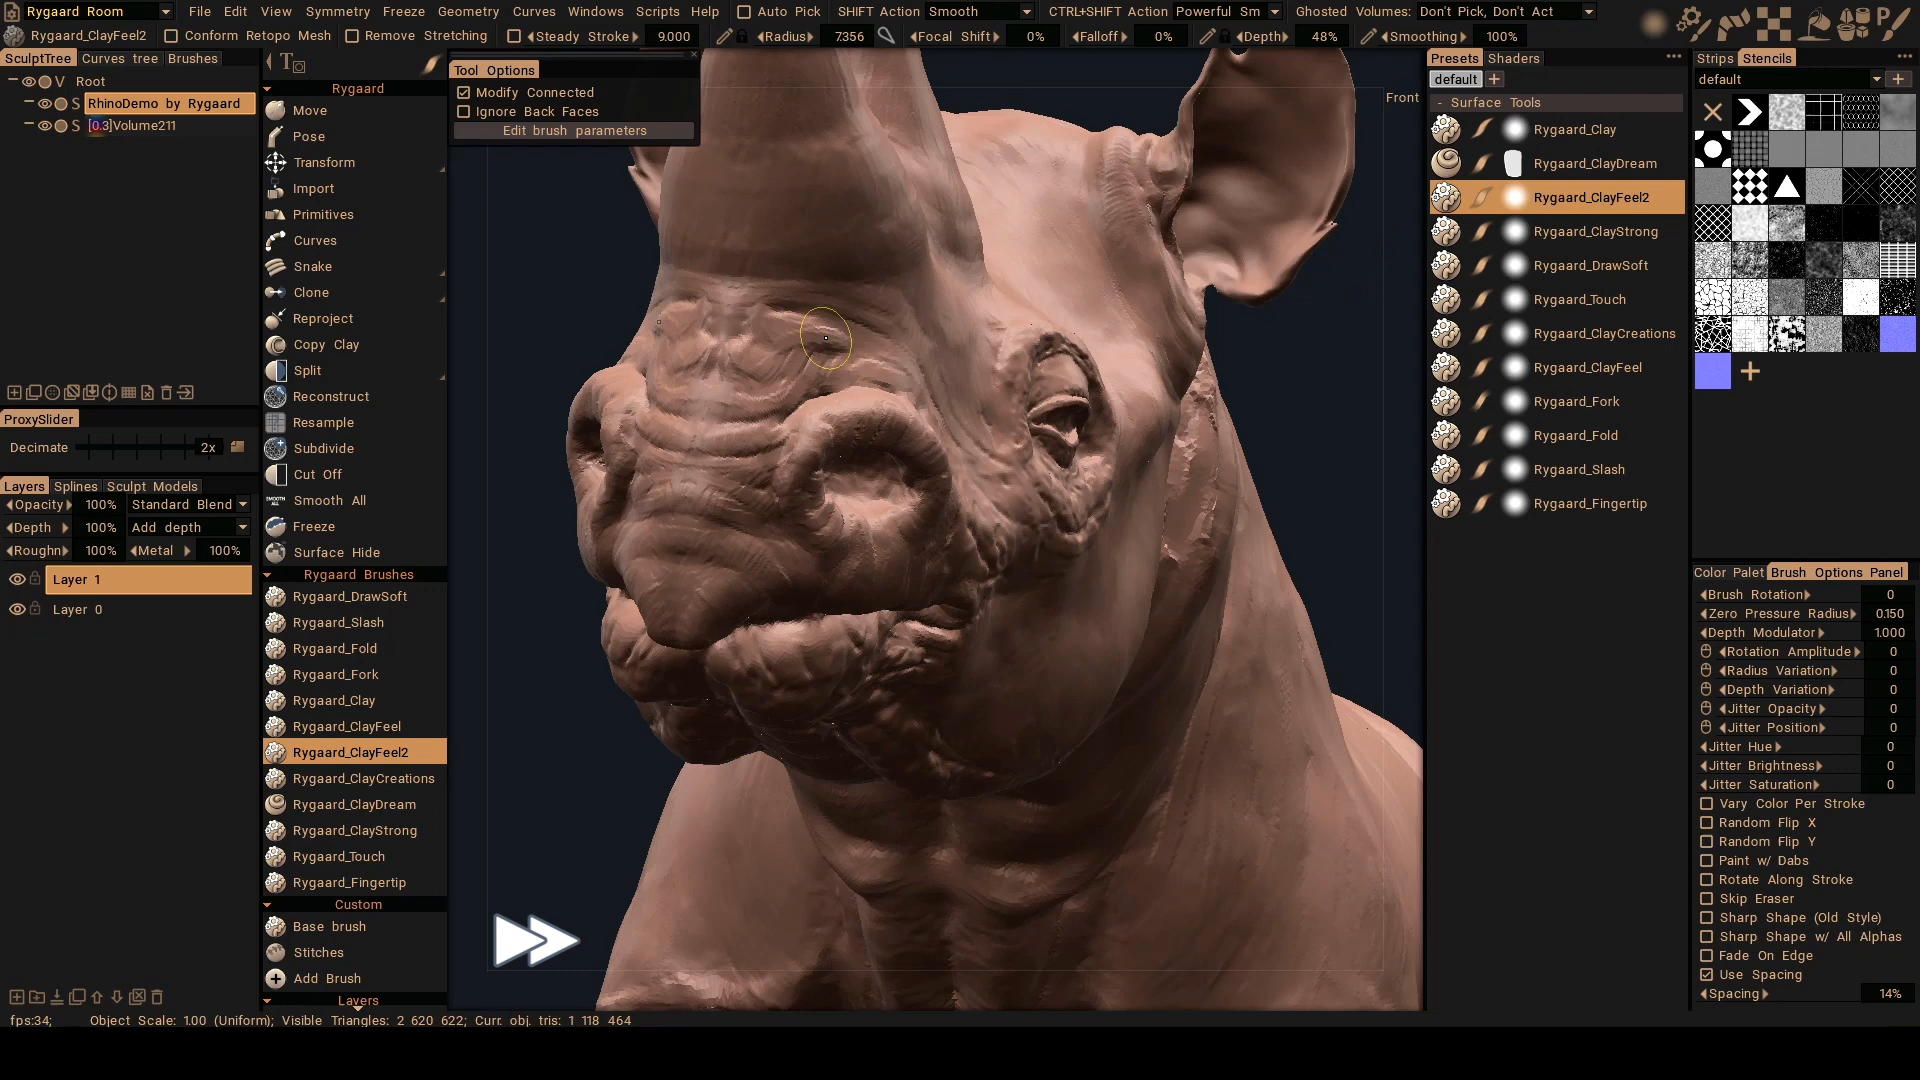 Rygaard Room File Edit View Symmetry Freeze Geometry Curves Windows Scripts Help Auto Pick SHIFT Action Smooth CTRL+SHIFT Action Powerful Sm Ghosted Volumes: Don't Pick, Don't Act
Rygaard_ClayFeel2 Conform Retopo Mesh Remove Stretching Steady Stroke 9.000 Radius 7.356 Focal Shift 0% Falloff 0% Depth 48% Smoothing 100%
SculptTree Curves tree Brushes
V Root
S RhinoDemo by Rygaard
S [0.3]Volume211
ProxySlider
Decimate 2x
Layers Splines Sculpt Models
Opacity 100% Standard Blend
Depth 100% Add depth
Roughn 100% Metal 100%
Layer 1
Layer 0
Rygaard
Move
Pose
Transform
Import
Primitives
Curves
Snake
Clone
Reproject
Copy Clay
Split
Reconstruct
Resample
Subdivide
Cut Off
SMOOTH ALL Smooth All
Freeze
Surface Hide
Rygaard Brushes
Rygaard_DrawSoft
Rygaard_Slash
Rygaard_Fold
Rygaard_Fork
Rygaard_Clay
Rygaard_ClayFeel
Rygaard_ClayFeel2
Rygaard_ClayCreations
Rygaard_ClayDream
Rygaard_ClayStrong
Rygaard_Touch
Rygaard_Fingertip
Custom
Base brush
Stitches
Add Brush
Layers
Tool Options
Modify Connected
Ignore Back Faces
Edit brush parameters
Front
Presets Shaders
default
- Surface Tools
Rygaard_Clay
Rygaard_ClayDream
Rygaard_ClayFeel2
Rygaard_ClayStrong
Rygaard_DrawSoft
Rygaard_Touch
Rygaard_ClayCreations
Rygaard_ClayFeel
Rygaard_Fork
Rygaard_Fold
Rygaard_Slash
Rygaard_Fingertip
Strips Stencils
default
Color Palet Brush Options Panel
Brush Rotation 0
Zero Pressure Radius 0.150
Depth Modulator 1.000
Rotation Amplitude 0
Radius Variation 0
Depth Variation 0
Jitter Opacity 0
Jitter Position 0
Jitter Hue 0
Jitter Brightness 0
Jitter Saturation 0
Vary Color Per Stroke
Random Flip X
Random Flip Y
Paint w/ Dabs
Rotate Along Stroke
Skip Eraser
Sharp Shape (Old Style)
Sharp Shape w/ All Alphas
Fade On Edge
Use Spacing
Spacing 14%
fps:34; Object Scale: 1.00 (Uniform); Visible Triangles: 2 620 622; Curr. obj. tris: 1 118 464